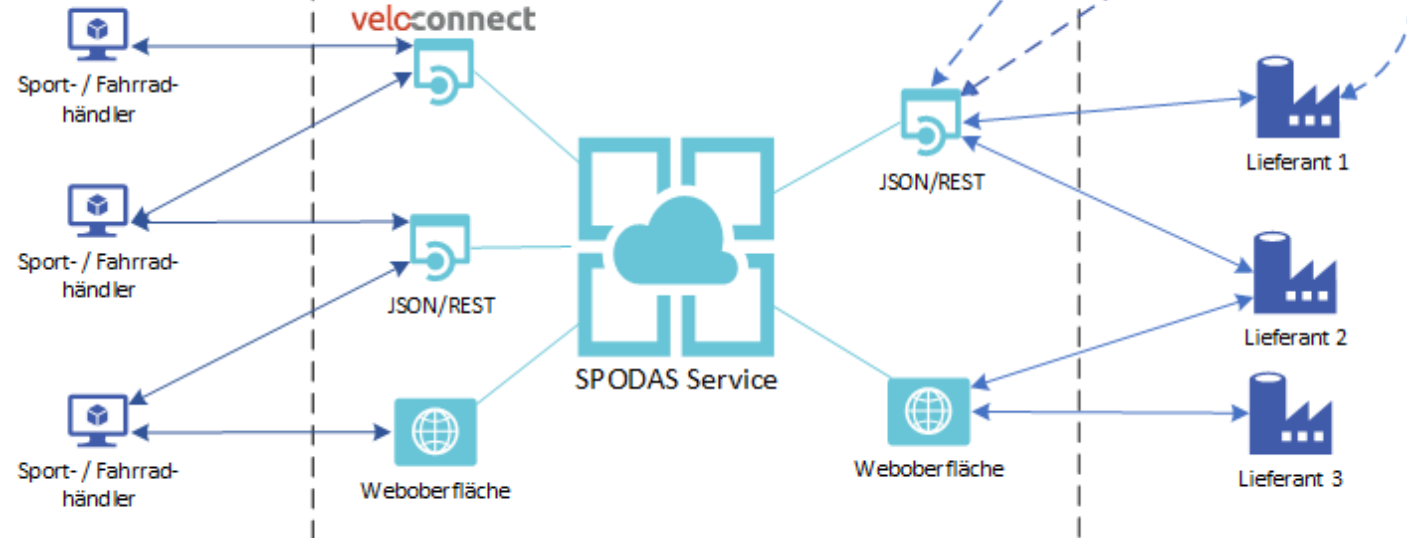 veloconnect
Sport- / Fahrrad-
händler
JSON/REST
Lieferant 1
Sport- / Fahrrad-
händler
JSON/REST
Lieferant 2
SPODAS Service
Sport- / Fahrrad-
händler
Weboberfläche
Weboberfläche
Lieferant 3